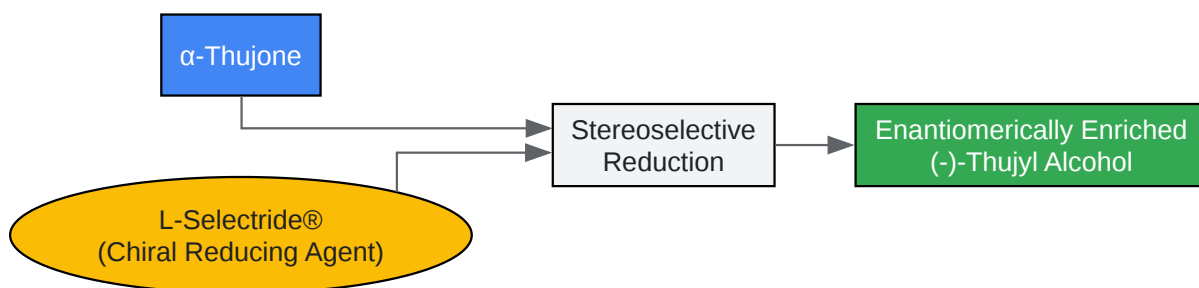 α-Thujone
L-Selectride®
(Chiral Reducing Agent)
Stereoselective
Reduction
Enantiomerically Enriched
(-)-Thujyl Alcohol